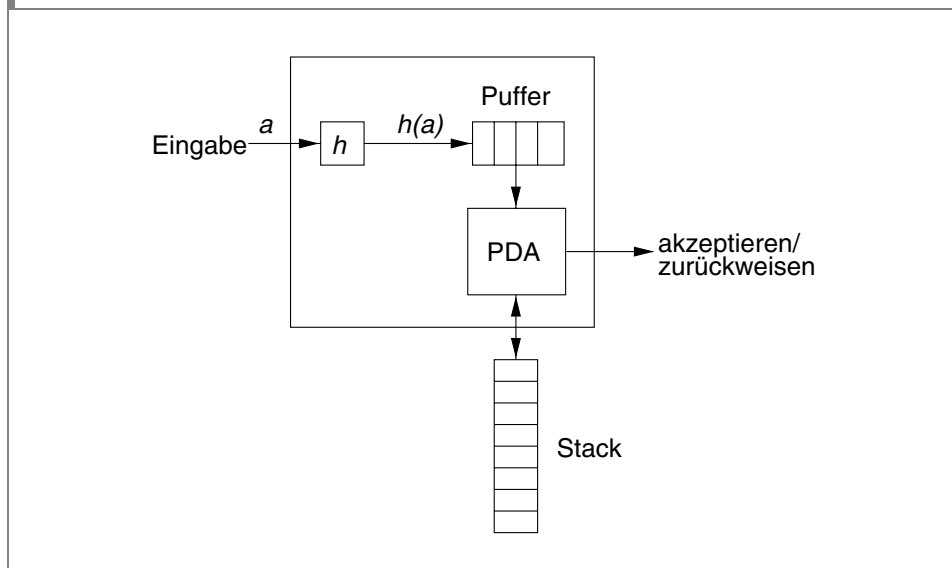 Puffer
Eingabe
a
h
h(a)
PDA
akzeptieren/
zurückweisen
Stack